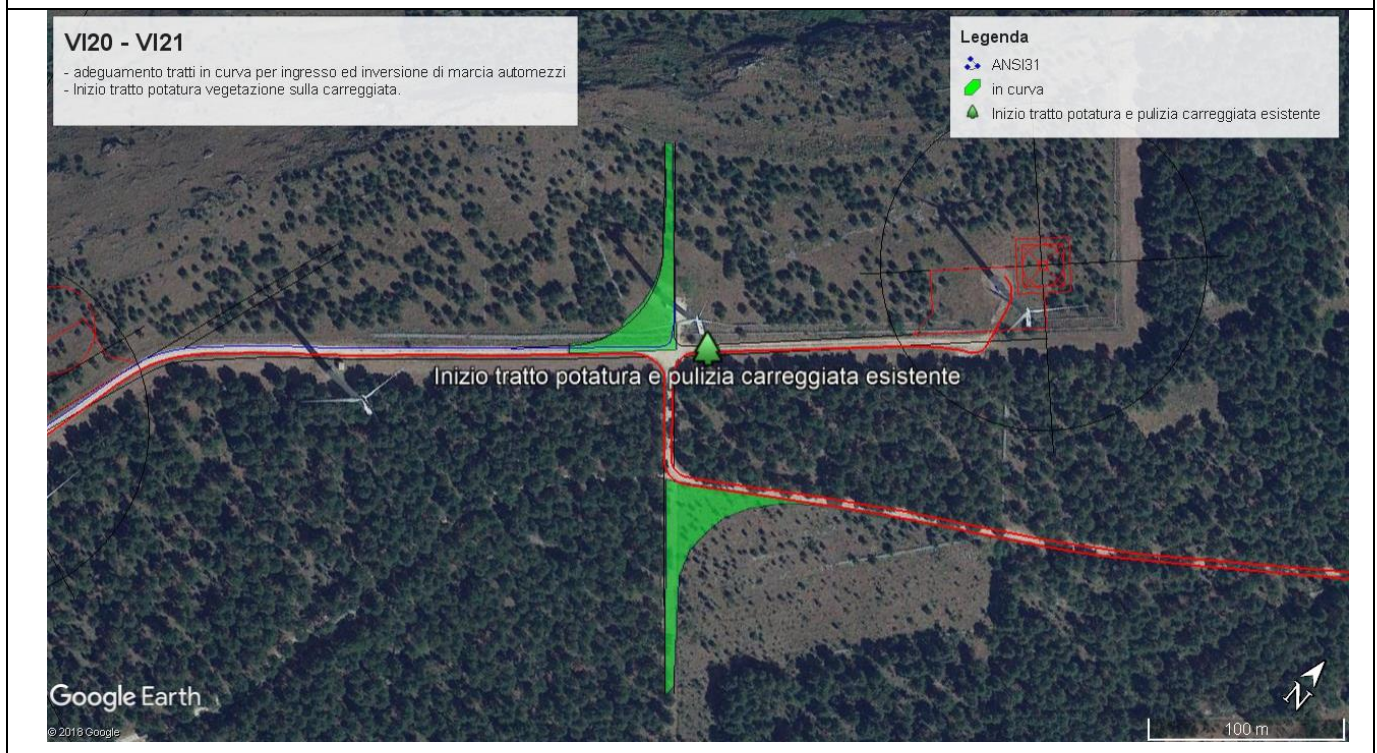 VI20 - VI21
- adeguamento tratti in curva per ingresso ed inversione di marcia automezzi
- Inizio tratto potatura vegetazione sulla carreggiata.
Legenda
ANSI31
in curva
Inizio tratto potatura e pulizia carreggiata esistente
Inizio tratto potatura e pulizia carreggiata esistente
Google Earth
© 2018 Google
N
100 m